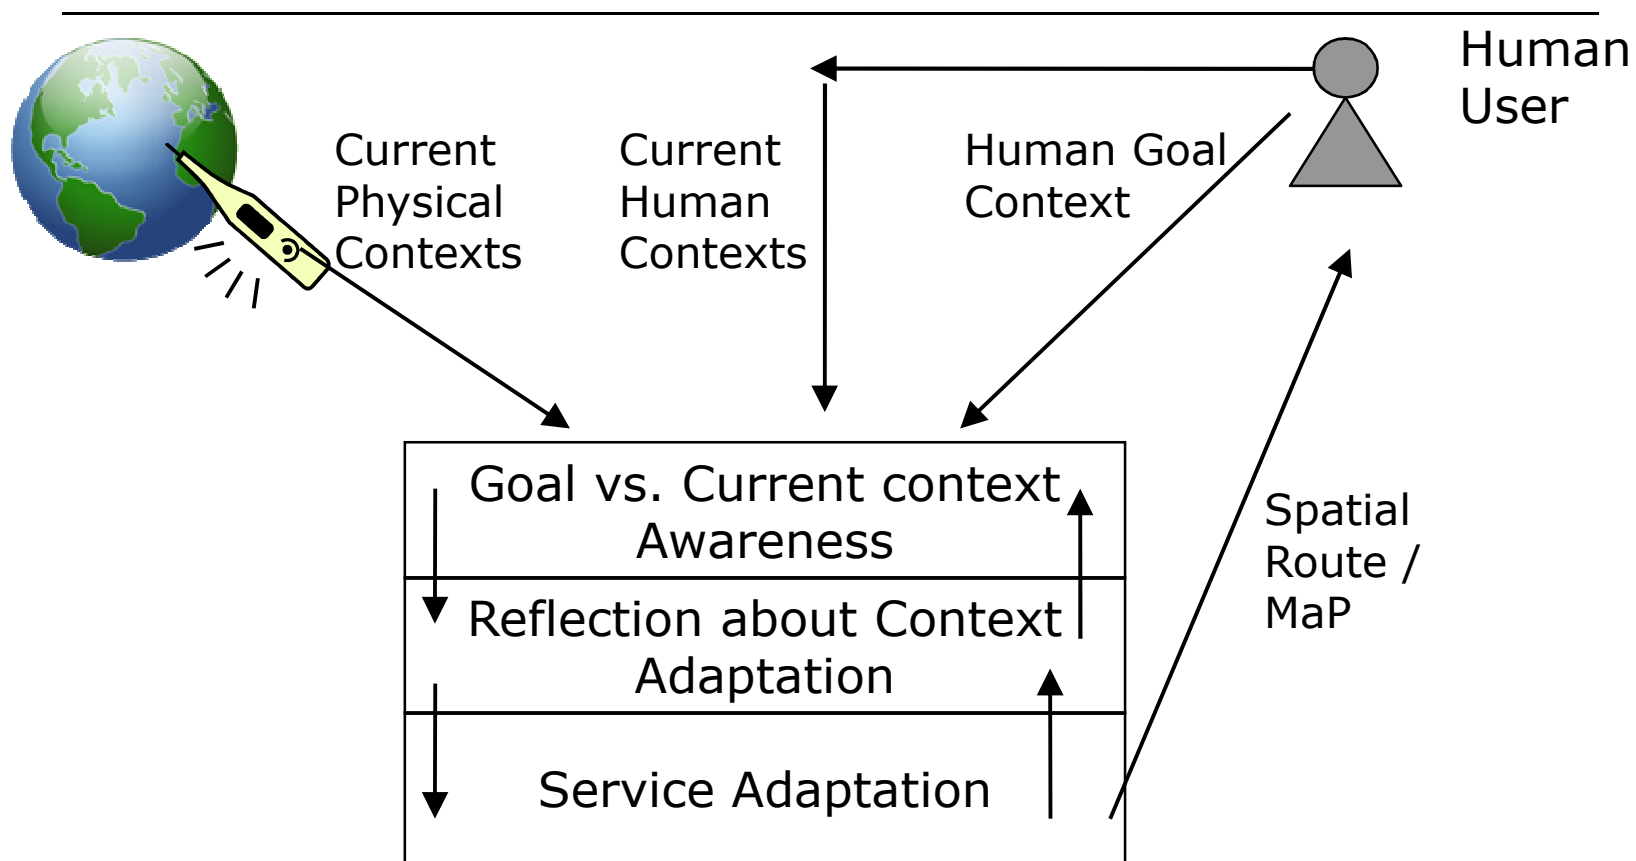 Human
User
Current
Physical
Contexts
Current
Human
Contexts
Human Goal
Context
Goal vs. Current context
Awareness
Reflection about Context
Adaptation
Service Adaptation
Spatial
Route /
MaP